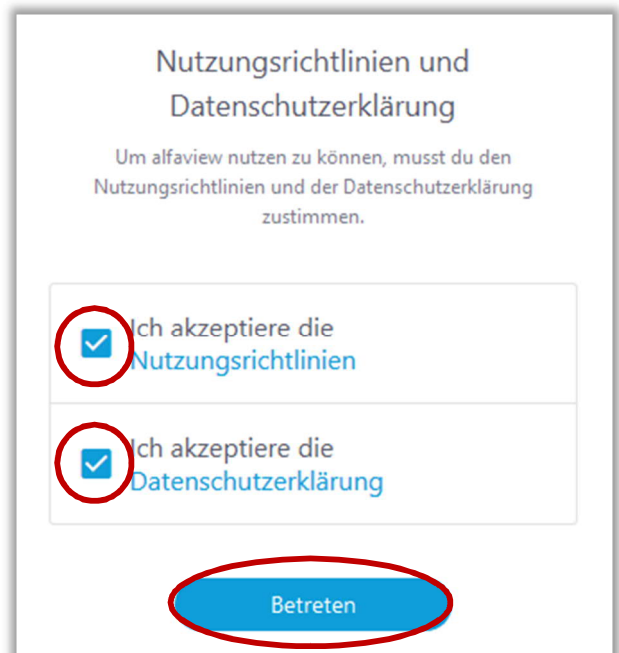 Nutzungsrichtlinien und
Datenschutzerklärung
Um alfaview nutzen zu können, musst du den
Nutzungsrichtlinien und der Datenschutzerklärung
zustimmen.
Ich akzeptiere die
Nutzungsrichtlinien
Ich akzeptiere die
Datenschutzerklärung
Betreten